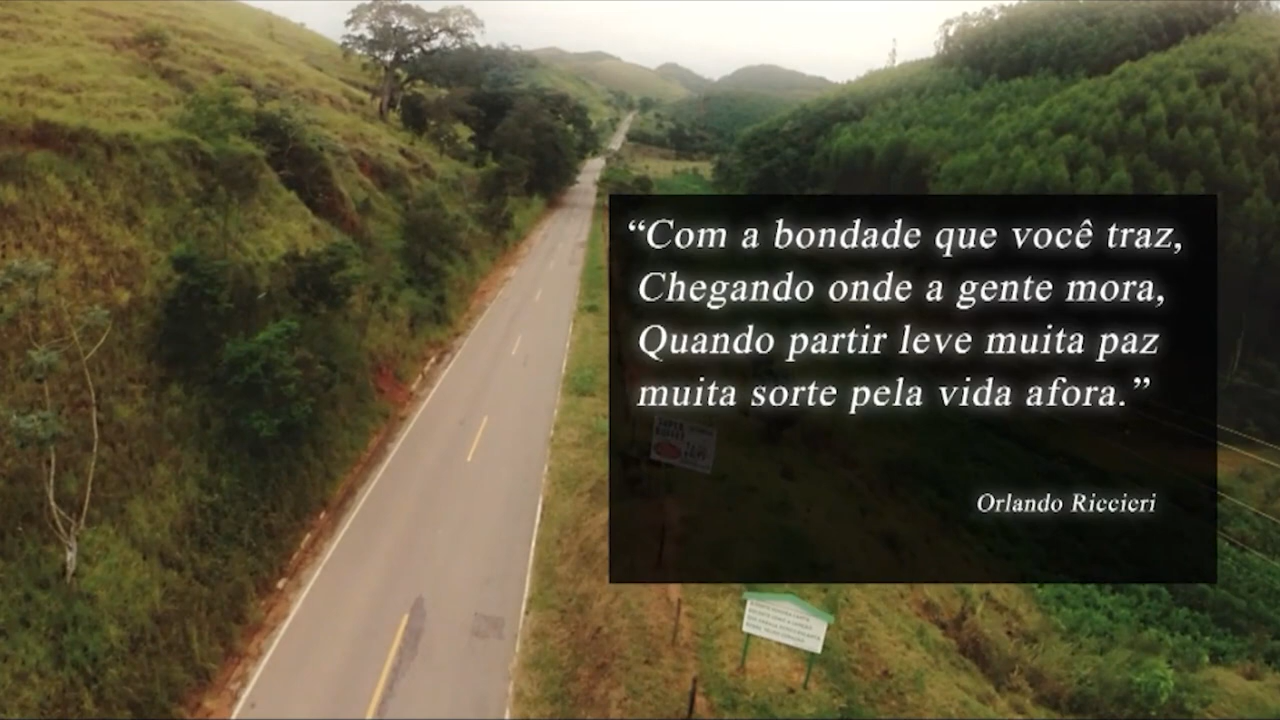 “Com a bondade que você traz,
Chegando onde a gente mora,
Quando partir leve muita paz
muita sorte pela vida afora.”
Orlando Riccieri